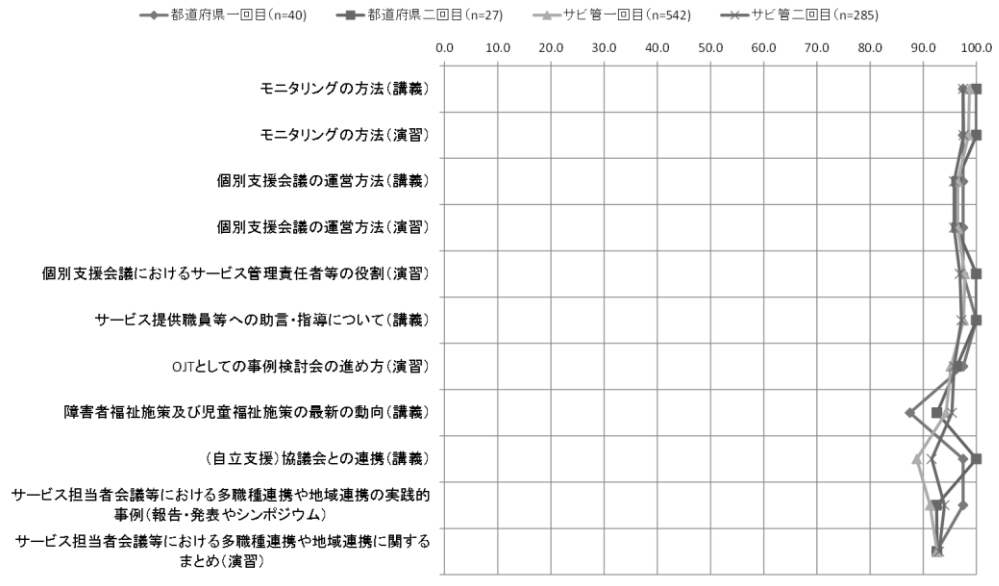 都道府県一回目(n=40) 都道府県二回目(n=27) サビ管一回目(n=542) サビ管二回目(n=285)
0.0 10.0 20.0 30.0 40.0 50.0 60.0 70.0 80.0 90.0 100.0
モニタリングの方法(講義)
モニタリングの方法(演習)
個別支援会議の運営方法(講義)
個別支援会議の運営方法(演習)
個別支援会議におけるサービス管理責任者等の役割(演習)
サービス提供職員等への助言・指導について(講義)
OJTとしての事例検討会の進め方(演習)
障害者福祉施策及び児童福祉施策の最新の動向(講義)
(自立支援)協議会との連携(講義)
サービス担当者会議等における多職種連携や地域連携の実践的
事例(報告・発表やシンポジウム)
サービス担当者会議等における多職種連携や地域連携に関する
まとめ(演習)